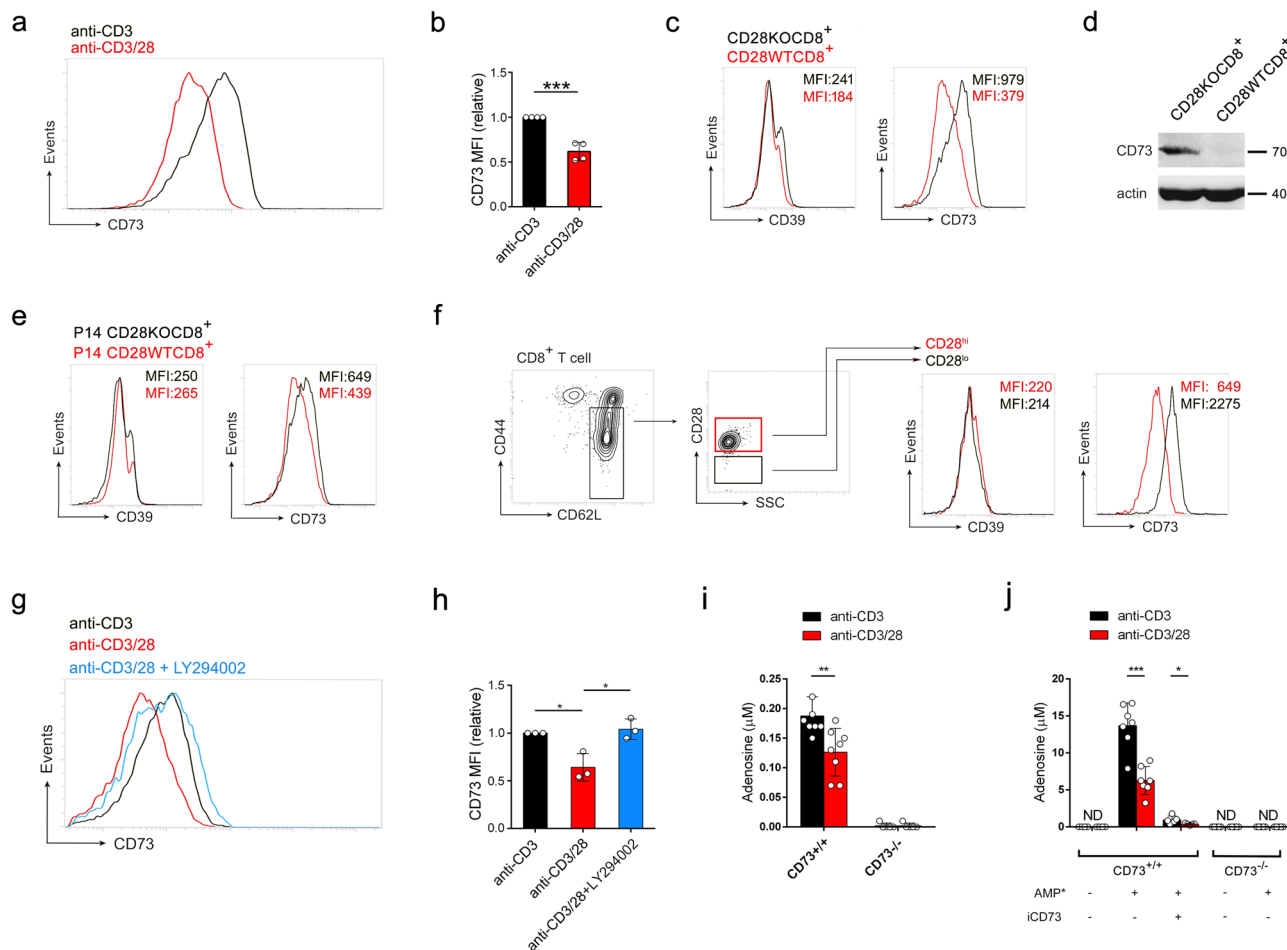 a
anti-CD3
anti-CD3/28
Events
CD73
b
***
CD73 MFI (relative)
1.5
1.0
0.5
0.0
anti-CD3
anti-CD3/28
c
CD28KOCD8+
CD28WTCD8+
MFI:241
MFI:184
Events
CD39
MFI:979
MFI:379
Events
CD73
d
CD28KOCD8+
CD28WTCD8+
CD73
70
actin
40
e
P14 CD28KOCD8+
P14 CD28WTCD8+
MFI:250
MFI:265
Events
CD39
MFI:649
MFI:439
Events
CD73
f
CD8+ T cell
CD44
CD62L
CD28
SSC
CD28hi
CD28lo
MFI:220
MFI:214
Events
CD39
MFI: 649
MFI:2275
Events
CD73
g
anti-CD3
anti-CD3/28
anti-CD3/28 + LY294002
Events
CD73
h
*
*
CD73 MFI (relative)
1.5
1.0
0.5
0.0
anti-CD3
anti-CD3/28
anti-CD3/28+LY294002
i
anti-CD3
anti-CD3/28
**
Adenosine (µM)
0.25
0.20
0.15
0.10
0.05
0.00
CD73+/+
CD73-/-
j
anti-CD3
anti-CD3/28
***
*
Adenosine (µM)
20
15
10
5
0
ND
ND
ND
CD73+/+
CD73-/-
AMP* - + + - +
iCD73 - - + - -